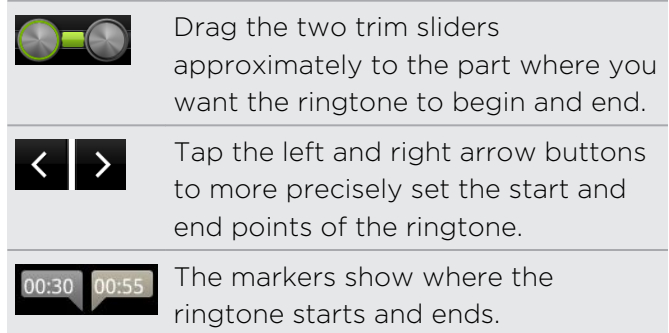 Drag the two trim sliders
approximately to the part where you
want the ringtone to begin and end.
Tap the left and right arrow buttons
to more precisely set the start and
end points of the ringtone.
00:30 00:55
The markers show where the
ringtone starts and ends.